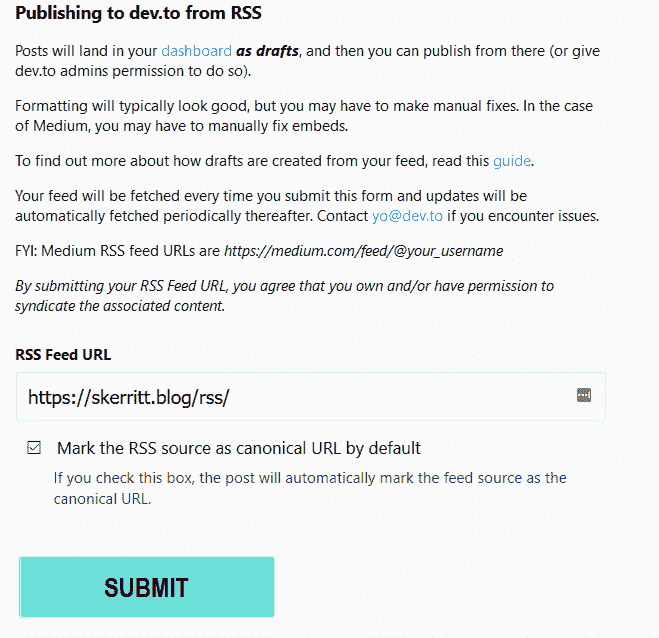 Publishing to dev.to from RSS
Posts will land in your dashboard as drafts, and then you can publish from there (or give
dev.to admins permission to do so).
Formatting will typically look good, but you may have to make manual fixes. In the case
of Medium, you may have to manually fix embeds.
To find out more about how drafts are created from your feed, read this guide.
Your feed will be fetched every time you submit this form and updates will be
automatically fetched periodically thereafter. Contact yo@dev.to if you encounter issues.
FYI: Medium RSS feed URLs are https://medium.com/feed/@your_username
By submitting your RSS Feed URL, you agree that you own and/or have permission to
syndicate the associated content.
RSS Feed URL
https://skerritt.blog/rss/
Mark the RSS source as canonical URL by default
If you check this box, the post will automatically mark the feed source as the
canonical URL.
SUBMIT